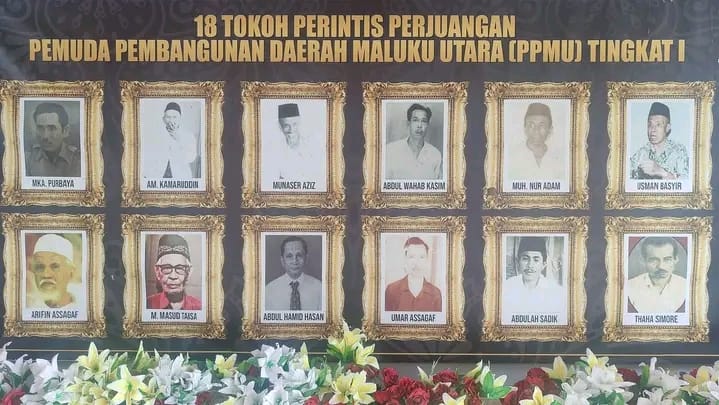 18 TOKOH PERINTIS PERJUANGAN
PEMUDA PEMBANGUNAN DAERAH MALUKU UTARA (PPMU) TINGKAT I
MKA. PURBAYA
AM. KAMARUDDIN
MUNASER AZIZ
ABDUL WAHAB KASIM
MUH. NUR ADAM
USMAN BASYIR
ARIFIN ASSAGAF
M. MASUD TAISA
ABDUL HAMID HASAN
UMAR ASSAGAF
ABDULAH SADIK
THAHA SIMORE